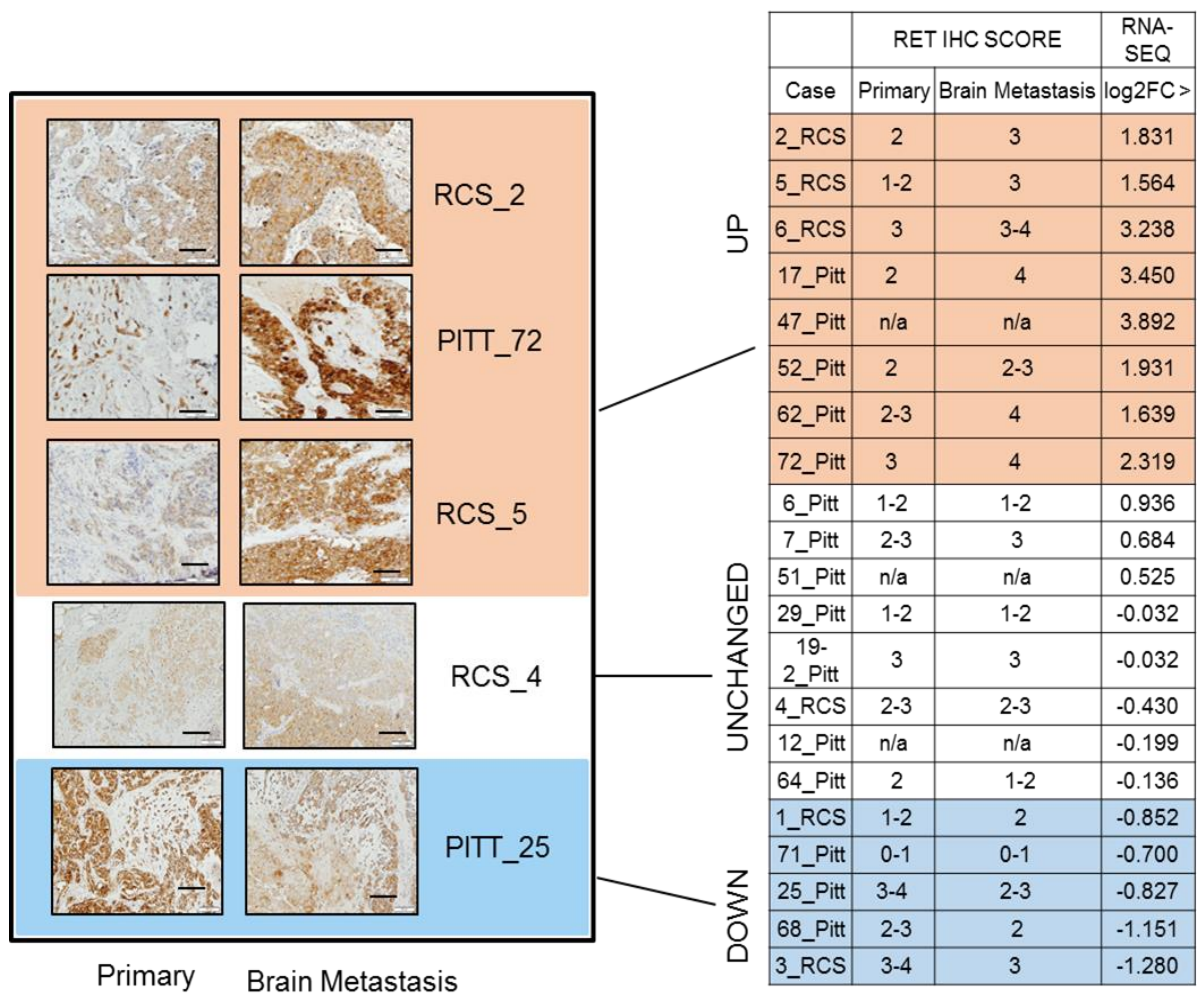 RCS_2
PITT_72
RCS_5
RCS_4
PITT_25
Primary Brain Metastasis
RET IHC SCORE RNA-
SEQ
Case Primary Brain Metastasis log2FC >
UP
2_RCS 2 3 1.831
5_RCS 1-2 3 1.564
6_RCS 3 3-4 3.238
17_Pitt 2 4 3.450
47_Pitt n/a n/a 3.892
52_Pitt 2 2-3 1.931
62_Pitt 2-3 4 1.639
72_Pitt 3 4 2.319
UNCHANGED
6_Pitt 1-2 1-2 0.936
7_Pitt 2-3 3 0.684
51_Pitt n/a n/a 0.525
29_Pitt 1-2 1-2 -0.032
19-
2_Pitt 3 3 -0.032
4_RCS 2-3 2-3 -0.430
12_Pitt n/a n/a -0.199
64_Pitt 2 1-2 -0.136
DOWN
1_RCS 1-2 2 -0.852
71_Pitt 0-1 0-1 -0.700
25_Pitt 3-4 2-3 -0.827
68_Pitt 2-3 2 -1.151
3_RCS 3-4 3 -1.280